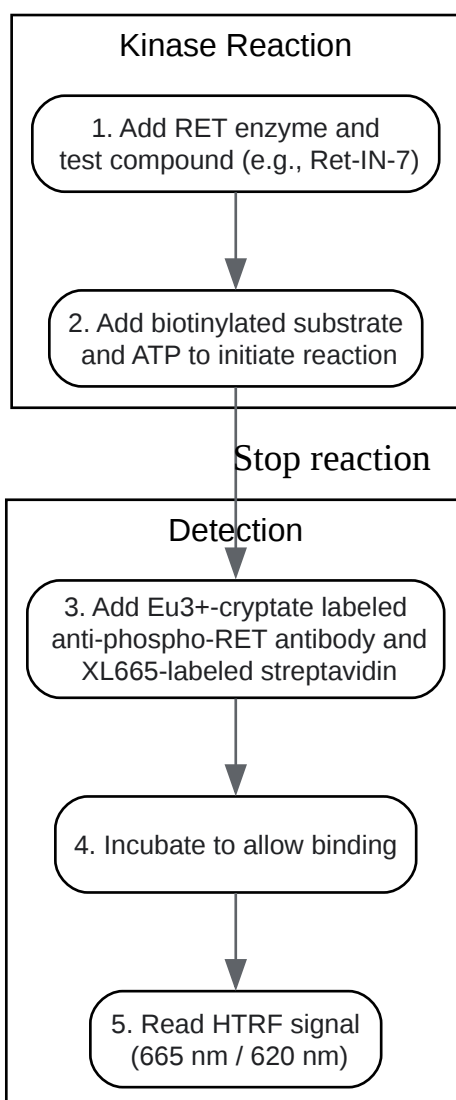 Kinase Reaction
1. Add RET enzyme and
test compound (e.g., Ret-IN-7)
2. Add biotinylated substrate
and ATP to initiate reaction
Stop reaction
Detection
3. Add Eu3+-cryptate labeled
anti-phospho-RET antibody and
XL665-labeled streptavidin
4. Incubate to allow binding
5. Read HTRF signal
(665 nm / 620 nm)